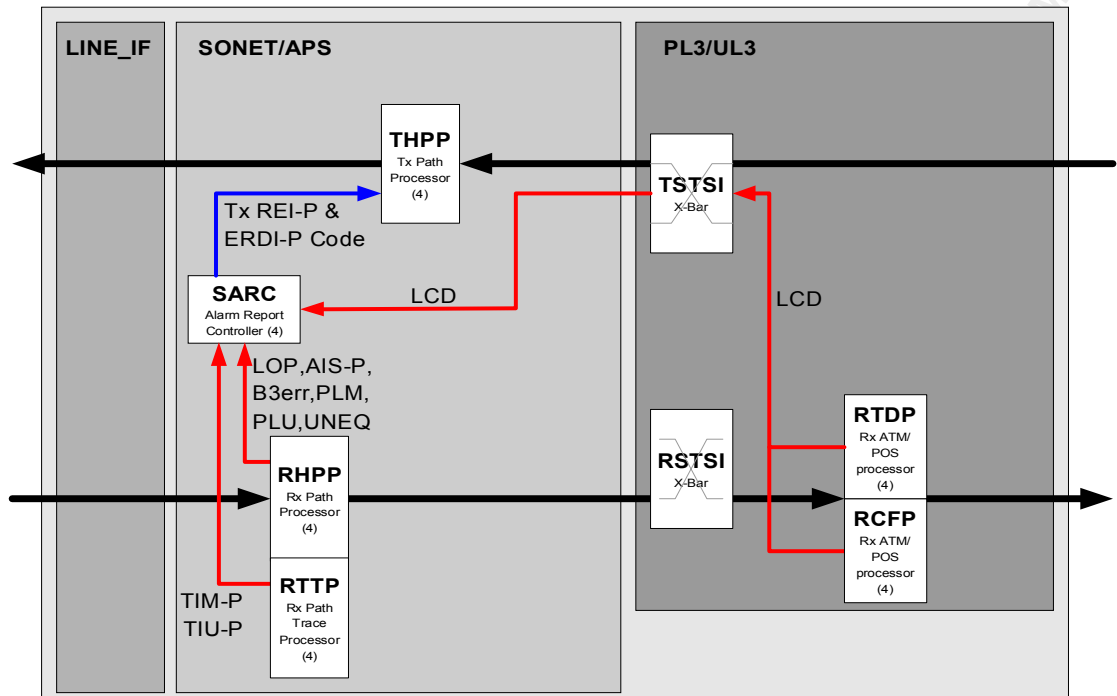 LINE_IF
SONET/APS
PL3/UL3
THPP
Tx Path
Processor
(4)
TSTSI
X-Bar
Tx REI-P &
ERDI-P Code
SARC
Alarm Report
Controller (4)
LCD
LCD
LOP,AIS-P,
B3err,PLM,
PLU,UNEQ
RHPP
Rx Path
Processor
(4)
RSTSI
X-Bar
RTDP
Rx ATM/
POS
processor
(4)
RCFP
Rx ATM/
POS
processor
(4)
RTTP
Rx Path
Trace
Processor
(4)
TIM-P
TIU-P